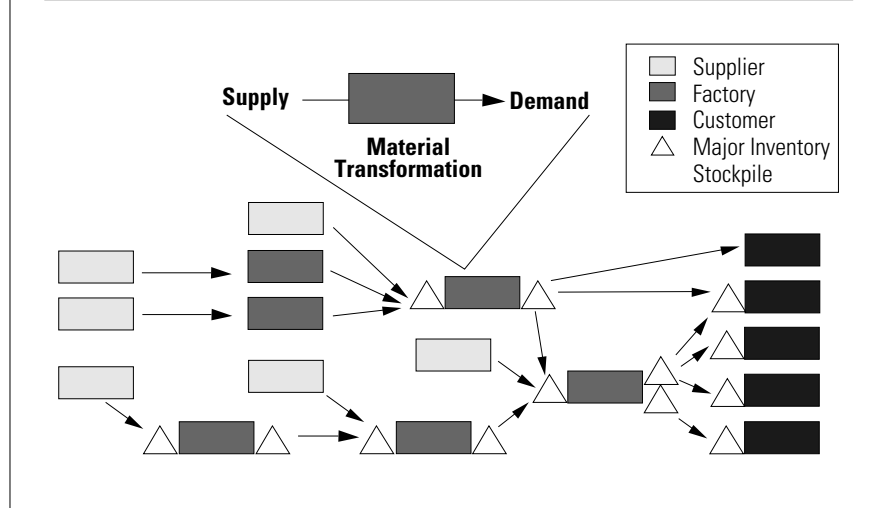 Supply
Demand
Material
Transformation
Supplier
Factory
Customer
Major Inventory
Stockpile